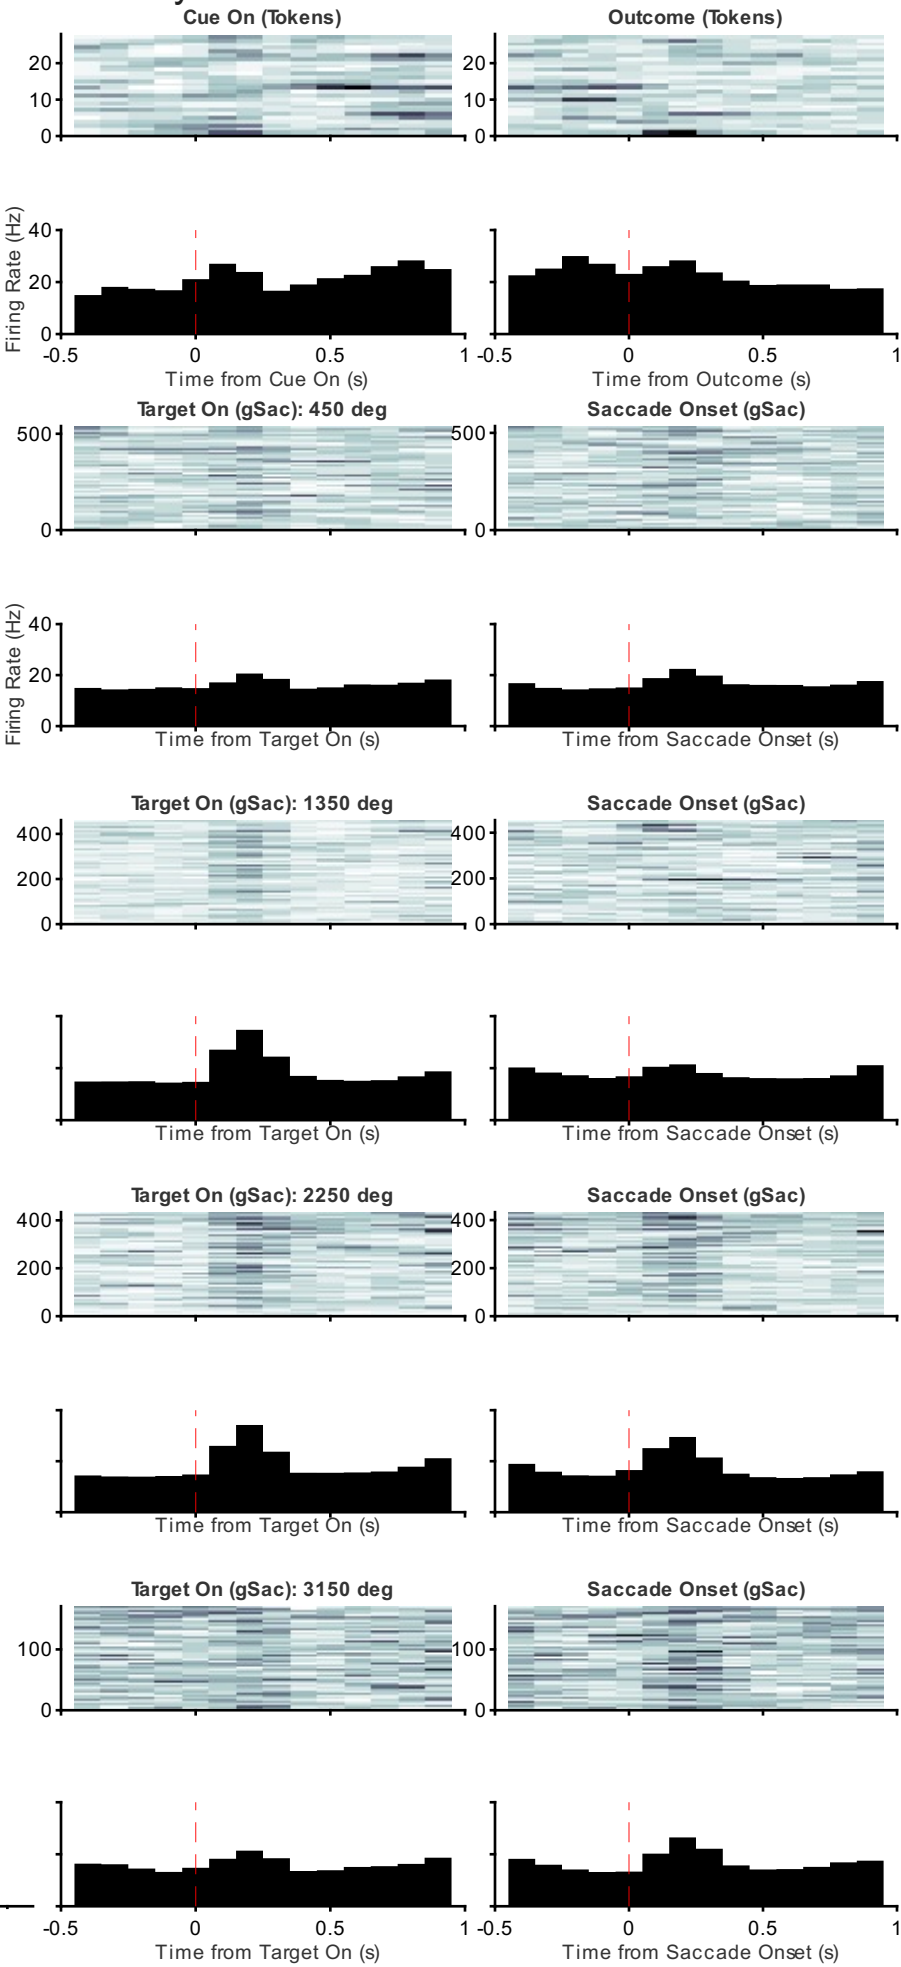 Cue On (Tokens)
Outcome (Tokens)
20
10
0
20
10
0
Firing Rate (Hz)
40
20
0
-0.5 0 0.5 1
-0.5 0 0.5 1
Time from Cue On (s)
Time from Outcome (s)
Target On (gSac): 450 deg
Saccade Onset (gSac)
500
0
500
0
Firing Rate (Hz)
40
20
0
Time from Target On (s)
Time from Saccade Onset (s)
Target On (gSac): 1350 deg
Saccade Onset (gSac)
400
200
0
400
200
0
Time from Target On (s)
Time from Saccade Onset (s)
Target On (gSac): 2250 deg
Saccade Onset (gSac)
400
200
0
400
200
0
Time from Target On (s)
Time from Saccade Onset (s)
Target On (gSac): 3150 deg
Saccade Onset (gSac)
100
0
100
0
-0.5 0 0.5 1
-0.5 0 0.5 1
Time from Target On (s)
Time from Saccade Onset (s)